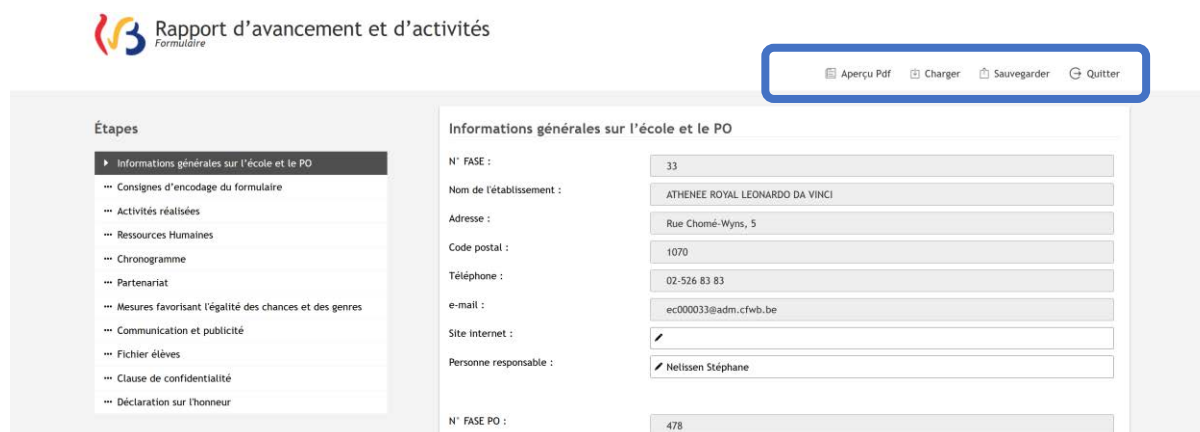 Rapport d’avancement et d’activités
Formulaire
Aperçu Pdf Charger Sauvegarder Quitter
Étapes
Informations générales sur l’école et le PO
Consignes d’encodage du formulaire
Activités réalisées
Ressources Humaines
Chronogramme
Partenariat
Mesures favorisant l'égalité des chances et des genres
Communication et publicité
Fichier élèves
Clause de confidentialité
Déclaration sur l'honneur
Informations générales sur l’école et le PO
N° FASE : 33
Nom de l'établissement : ATHENEE ROYAL LEONARDO DA VINCI
Adresse : Rue Chomé-Wyns, 5
Code postal : 1070
Téléphone : 02-526 83 83
e-mail : ec000033@adm.cfwb.be
Site internet :
Personne responsable : Nelissen Stéphane
N° FASE PO : 478